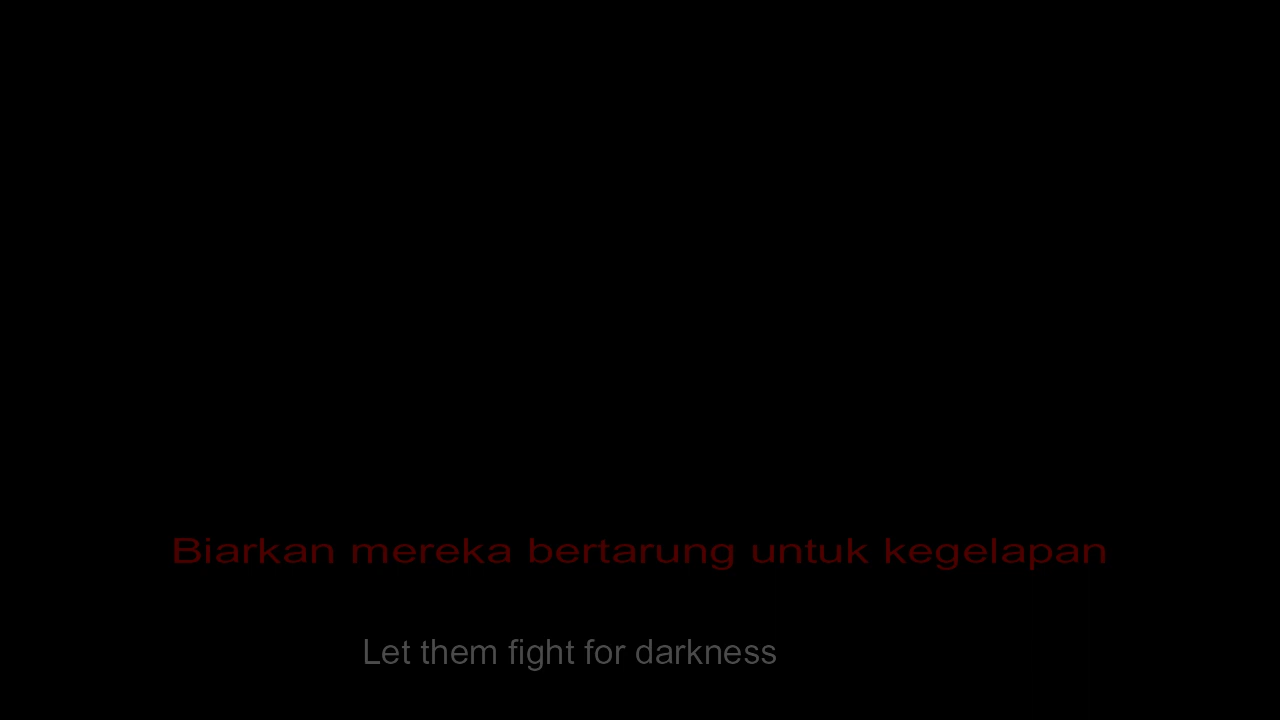 Biarkan mereka bertarung untuk kegelapan
Let them fight for darkness